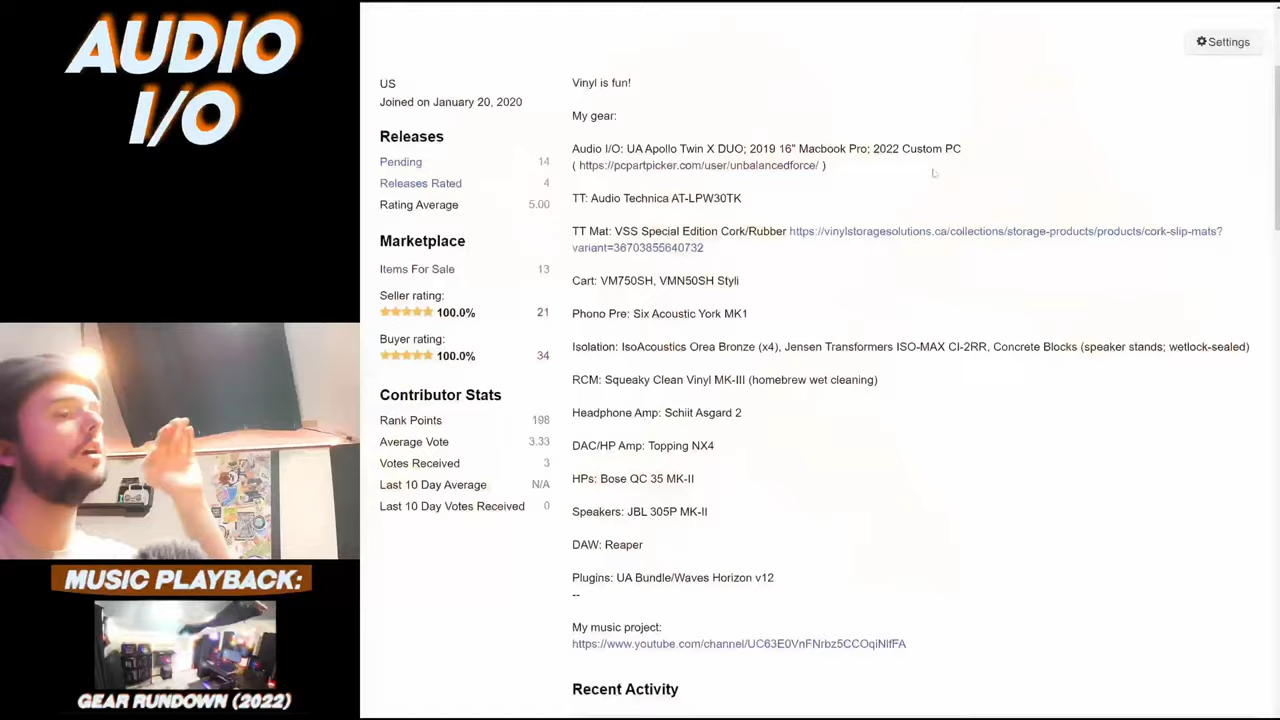 AUDIO
I/O
MUSIC PLAYBACK:
GEAR RUNDOWN (2022)
Settings
US
Joined on January 20, 2020
Releases
Pending 14
Releases Rated 4
Rating Average 5.00
Marketplace
Items For Sale 13
Seller rating:
100.0% 21
Buyer rating:
100.0% 34
Contributor Stats
Rank Points 198
Average Vote 3.33
Votes Received 3
Last 10 Day Average N/A
Last 10 Day Votes Received 0
Vinyl is fun!
My gear:
Audio I/O: UA Apollo Twin X DUO; 2019 16" Macbook Pro; 2022 Custom PC
( https://pcpartpicker.com/user/unbalancedforce/ )
TT: Audio Technica AT-LPW30TK
TT Mat: VSS Special Edition Cork/Rubber https://vinylstoragesolutions.ca/collections/storage-products/products/cork-slip-mats?
variant=36703855640732
Cart: VM750SH, VMN50SH Styli
Phono Pre: Six Acoustic York MK1
Isolation: IsoAcoustics Orea Bronze (x4), Jensen Transformers ISO-MAX CI-2RR, Concrete Blocks (speaker stands; wetlock-sealed)
RCM: Squeaky Clean Vinyl MK-III (homebrew wet cleaning)
Headphone Amp: Schiit Asgard 2
DAC/HP Amp: Topping NX4
HPs: Bose QC 35 MK-II
Speakers: JBL 305P MK-II
DAW: Reaper
Plugins: UA Bundle/Waves Horizon v12
--
My music project:
https://www.youtube.com/channel/UC63E0VnFNrbz5CCOqiNlfFA
Recent Activity